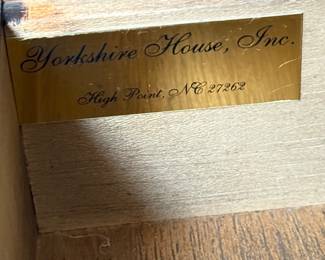 Yorkshire House, Inc.
High Point, NC 27262